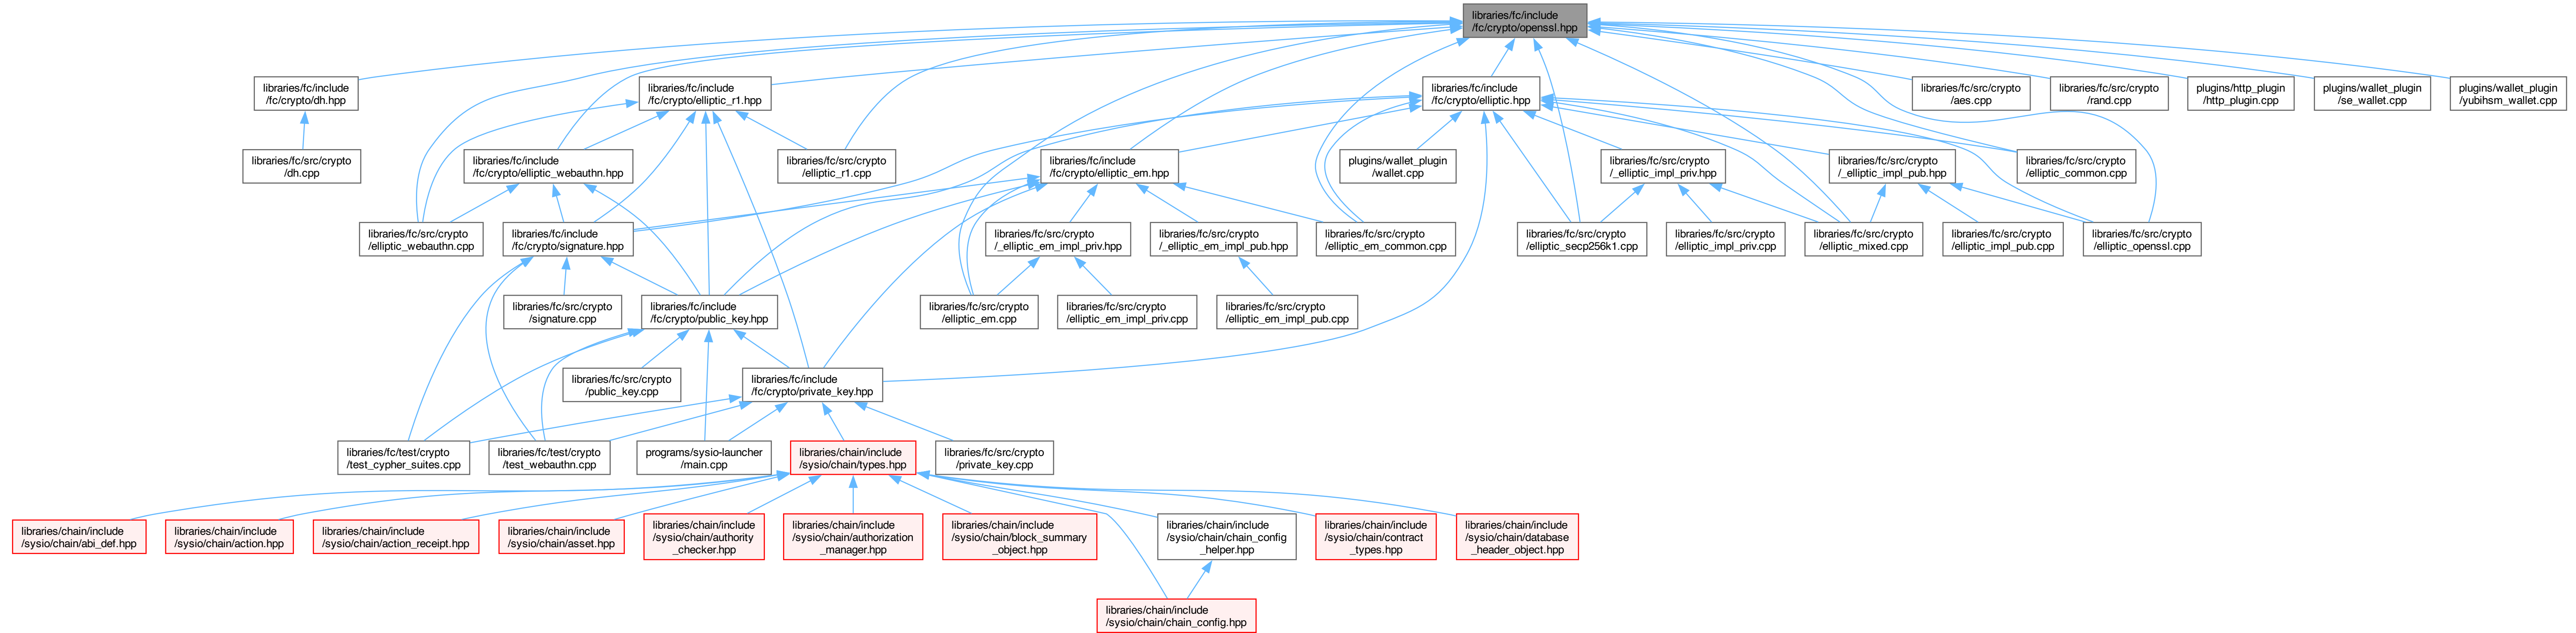 libraries/fc/include
/fc/crypto/openssl.hpp
libraries/fc/include
/fc/crypto/dh.hpp
libraries/fc/include
/fc/crypto/elliptic_r1.hpp
libraries/fc/include
/fc/crypto/elliptic.hpp
libraries/fc/src/crypto
/aes.cpp
libraries/fc/src/crypto
/rand.cpp
plugins/http_plugin
/http_plugin.cpp
plugins/wallet_plugin
/se_wallet.cpp
plugins/wallet_plugin
/yubihsm_wallet.cpp
libraries/fc/src/crypto
/dh.cpp
libraries/fc/include
/fc/crypto/elliptic_webauthn.hpp
libraries/fc/src/crypto
/elliptic_r1.cpp
libraries/fc/include
/fc/crypto/elliptic_em.hpp
plugins/wallet_plugin
/wallet.cpp
libraries/fc/src/crypto
/_elliptic_impl_priv.hpp
libraries/fc/src/crypto
/_elliptic_impl_pub.hpp
libraries/fc/src/crypto
/elliptic_common.cpp
libraries/fc/src/crypto
/elliptic_webauthn.cpp
libraries/fc/include
/fc/crypto/signature.hpp
libraries/fc/src/crypto
/_elliptic_em_impl_priv.hpp
libraries/fc/src/crypto
/_elliptic_em_impl_pub.hpp
libraries/fc/src/crypto
/elliptic_em_common.cpp
libraries/fc/src/crypto
/elliptic_secp256k1.cpp
libraries/fc/src/crypto
/elliptic_impl_priv.cpp
libraries/fc/src/crypto
/elliptic_mixed.cpp
libraries/fc/src/crypto
/elliptic_impl_pub.cpp
libraries/fc/src/crypto
/elliptic_openssl.cpp
libraries/fc/src/crypto
/signature.cpp
libraries/fc/include
/fc/crypto/public_key.hpp
libraries/fc/src/crypto
/elliptic_em.cpp
libraries/fc/src/crypto
/elliptic_em_impl_priv.cpp
libraries/fc/src/crypto
/elliptic_em_impl_pub.cpp
libraries/fc/src/crypto
/public_key.cpp
libraries/fc/include
/fc/crypto/private_key.hpp
libraries/fc/test/crypto
/test_cypher_suites.cpp
libraries/fc/test/crypto
/test_webauthn.cpp
programs/sysio-launcher
/main.cpp
libraries/chain/include
/sysio/chain/types.hpp
libraries/fc/src/crypto
/private_key.cpp
libraries/chain/include
/sysio/chain/abi_def.hpp
libraries/chain/include
/sysio/chain/action.hpp
libraries/chain/include
/sysio/chain/action_receipt.hpp
libraries/chain/include
/sysio/chain/asset.hpp
libraries/chain/include
/sysio/chain/authority
_checker.hpp
libraries/chain/include
/sysio/chain/authorization
_manager.hpp
libraries/chain/include
/sysio/chain/block_summary
_object.hpp
libraries/chain/include
/sysio/chain/chain_config
_helper.hpp
libraries/chain/include
/sysio/chain/contract
_types.hpp
libraries/chain/include
/sysio/chain/database
_header_object.hpp
libraries/chain/include
/sysio/chain/chain_config.hpp